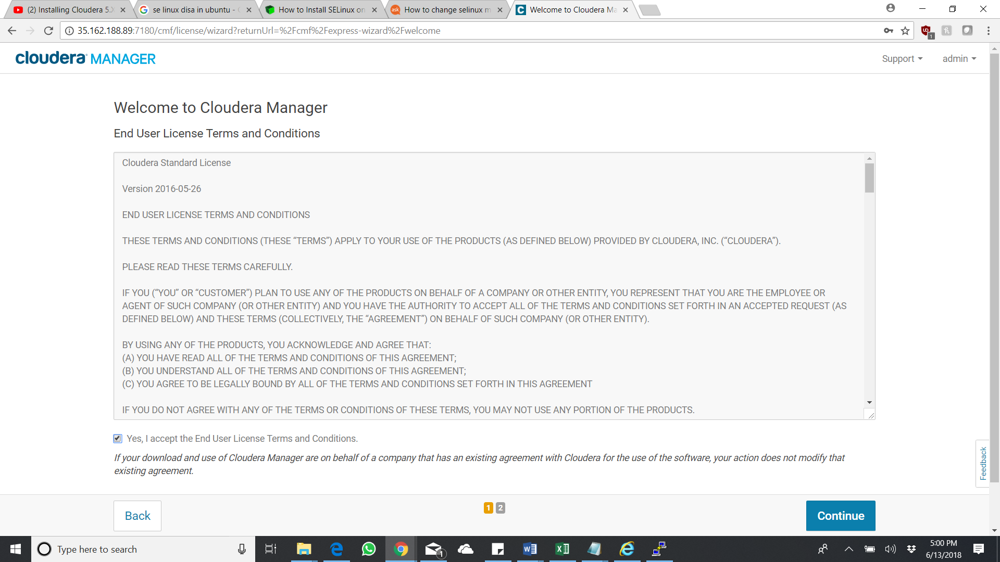 (2) Installing Cloudera 5.
se linux disa in ubuntu -
How to Install SELinux on
ask
How to change selinux m
C
Welcome to Cloudera Ma
35.162.188.89:7180/cmf/license/wizard?returnUrl=%2Fcmf%2Fexpress-wizard%2Fwelcome
1
cloudera MANAGER
Support
admin
Welcome to Cloudera Manager
End User License Terms and Conditions
Cloudera Standard License
Version 2016-05-26
END USER LICENSE TERMS AND CONDITIONS
THESE TERMS AND CONDITIONS (THESE “TERMS”) APPLY TO YOUR USE OF THE PRODUCTS (AS DEFINED BELOW) PROVIDED BY CLOUDERA, INC. (“CLOUDERA”).
PLEASE READ THESE TERMS CAREFULLY.
IF YOU (“YOU” OR “CUSTOMER”) PLAN TO USE ANY OF THE PRODUCTS ON BEHALF OF A COMPANY OR OTHER ENTITY, YOU REPRESENT THAT YOU ARE THE EMPLOYEE OR
AGENT OF SUCH COMPANY (OR OTHER ENTITY) AND YOU HAVE THE AUTHORITY TO ACCEPT ALL OF THE TERMS AND CONDITIONS SET FORTH IN AN ACCEPTED REQUEST (AS
DEFINED BELOW) AND THESE TERMS (COLLECTIVELY, THE “AGREEMENT”) ON BEHALF OF SUCH COMPANY (OR OTHER ENTITY).
BY USING ANY OF THE PRODUCTS, YOU ACKNOWLEDGE AND AGREE THAT:
(A) YOU HAVE READ ALL OF THE TERMS AND CONDITIONS OF THIS AGREEMENT;
(B) YOU UNDERSTAND ALL OF THE TERMS AND CONDITIONS OF THIS AGREEMENT;
(C) YOU AGREE TO BE LEGALLY BOUND BY ALL OF THE TERMS AND CONDITIONS SET FORTH IN THIS AGREEMENT
IF YOU DO NOT AGREE WITH ANY OF THE TERMS OR CONDITIONS OF THESE TERMS, YOU MAY NOT USE ANY PORTION OF THE PRODUCTS.
Yes, I accept the End User License Terms and Conditions.
If your download and use of Cloudera Manager are on behalf of a company that has an existing agreement with Cloudera for the use of the software, your action does not modify that
existing agreement.
Feedback
Back
1 2
Continue
Type here to search
1
5:00 PM
6/13/2018